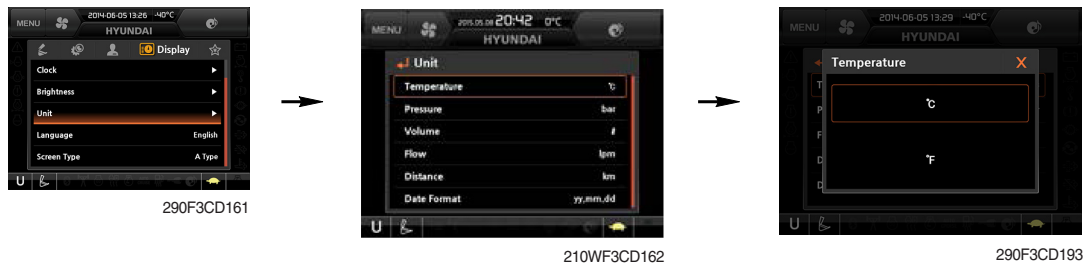 MENU
2014-06-05 13:26 -40°C
HYUNDAI
Display
Clock
Brightness
Unit
Language English
Screen Type A Type
U
290F3CD161
MENU
2015.05.08 20:42 0°C
HYUNDAI
Unit
Temperature ℃
Pressure bar
Volume ℓ
Flow lpm
Distance km
Date Format yy,mm,dd
U
210WF3CD162
MENU
2014-06-05 13:29 -40°C
HYUNDAI
Temperature X
T
P
℃
F
℉
D
D
U
290F3CD193